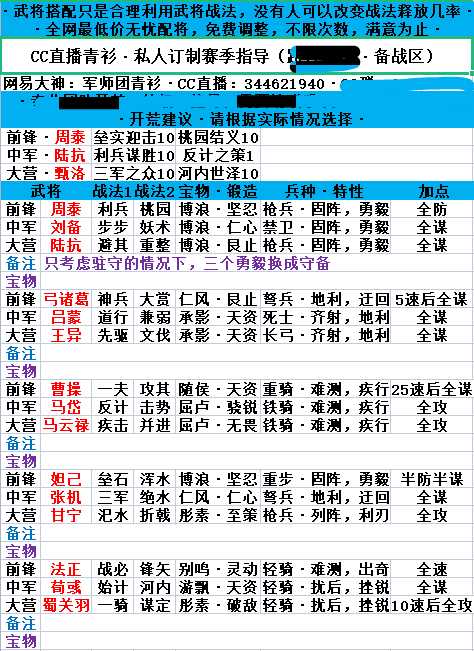 ·武将搭配只是合理利用武将战法，没有人可以改变战法释放几率·
·全网最低价无忧配将，免费调整，不限次数，满意为止·
CC直播青衫·私人订制赛季指导（ ·备战区）
网易大神：军师团青衫·CC直播：344621940·
·开荒建议·请根据实际情况选择·
前锋·周泰 垒实迎击10 桃园结义10
中军·陆抗 利兵谋胜10 反计之策1
大营·甄洛 三军之众10 河内世泽10
武将 战法1 战法2 宝物·锻造 兵种·特性 加点
前锋 周泰 利兵 桃园 博浪·坚忍 枪兵·固阵，勇毅 全防
中军 刘备 步步 妖术 博浪·仁心 禁卫·固阵，勇毅 全谋
大营 陆抗 避其 重整 博浪·艮止 枪兵·固阵，勇毅 全谋
备注 只考虑驻守的情况下，三个勇毅换成守备
宝物
前锋 弓诸葛 神兵 大赏 仁风·艮止 弩兵·地利，迂回 5速后全谋
中军 吕蒙 道行 兼弱 承影·天资 死士·齐射，地利 全谋
大营 王异 先驱 文伐 承影·天资 长弓·齐射，地利 全谋
备注
宝物
前锋 曹操 一夫 攻其 随侯·天资 重骑·难测，疾行 25速后全谋
中军 马岱 反计 击势 屈卢·骁锐 铁骑·难测，疾行 全攻
大营 马云禄 疾击 并进 屈卢·无畏 铁骑·难测，疾行 全攻
备注
宝物
前锋 妲己 垒石 浑水 博浪·坚忍 重步·固阵，勇毅 半防半谋
中军 张机 三军 绝水 仁风·仁心 弩兵·地利，迂回 全谋
大营 甘宁 汜水 折戟 彤素·至策 枪兵·列阵，利刃 全攻
备注
宝物
前锋 法正 战必 锋矢 别鸣·灵动 轻骑·难测，出奇 全速
中军 荀彧 始计 河内 游飘·天资 轻骑·扰后，挫锐 全谋
大营 蜀关羽 一骑 谋定 彤素·破敌 轻骑·扰后，挫锐 10速后全攻
备注
宝物